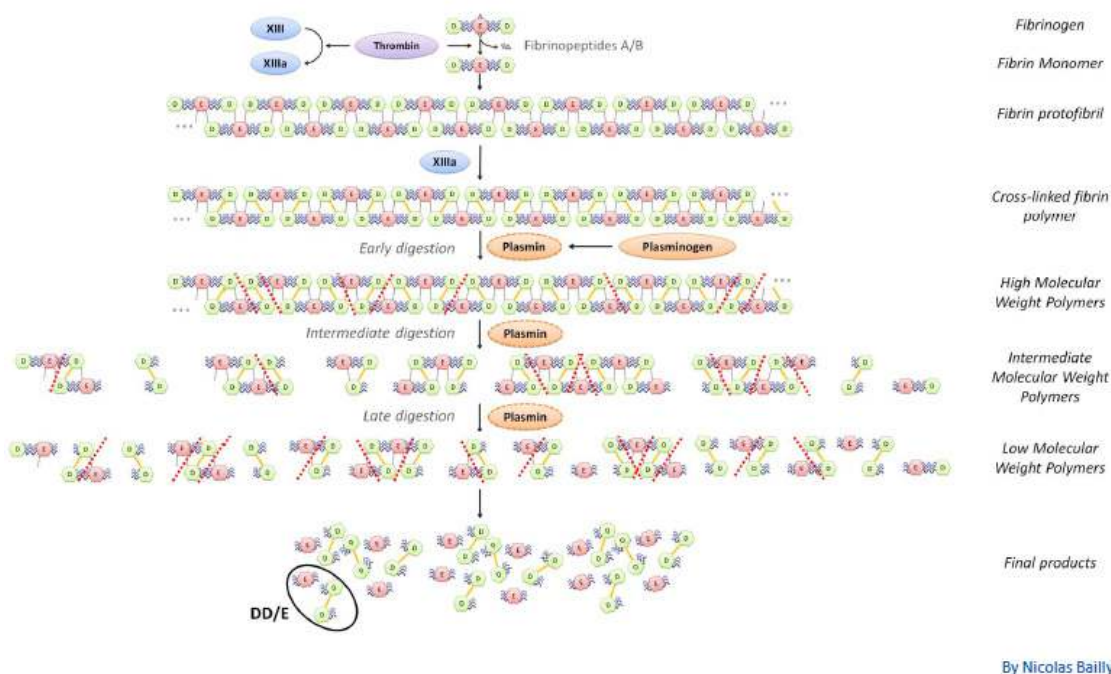 XIII
Thrombin
Fibrinopeptides A/B
XIIIa
Fibrinogen
Fibrin Monomer
Fibrin protofibril
XIIIa
Cross-linked fibrin
polymer
Early digestion
Plasmin
Plasminogen
High Molecular
Weight Polymers
Intermediate digestion
Plasmin
Intermediate
Molecular Weight
Polymers
Late digestion
Plasmin
Low Molecular
Weight Polymers
Final products
DD/E
By Nicolas Bailly